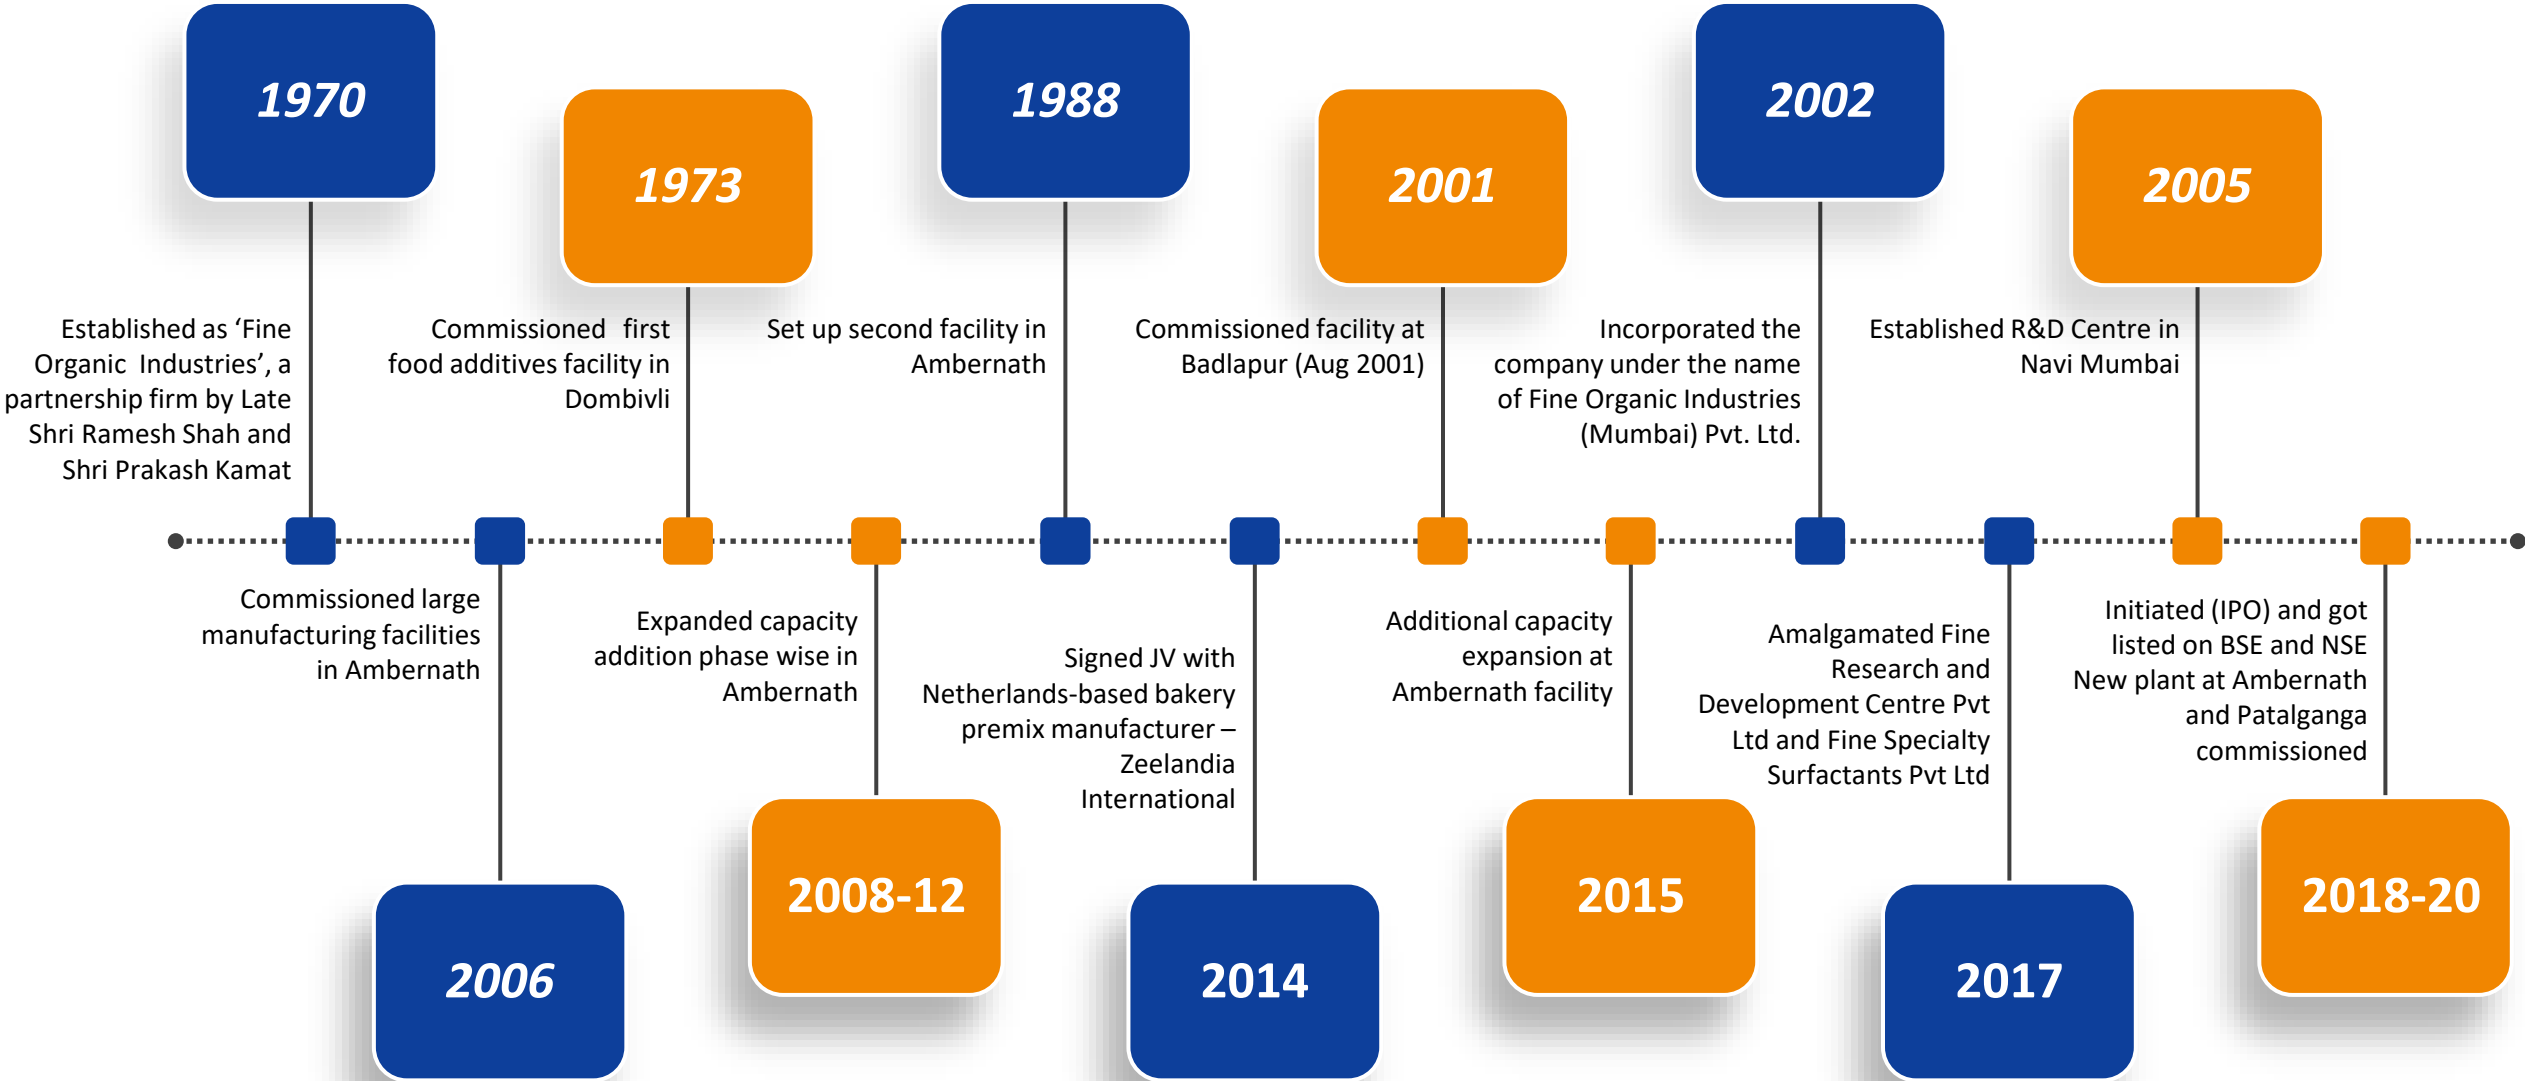 1970
Established as ‘Fine
Organic Industries’, a
partnership firm by Late
Shri Ramesh Shah and
Shri Prakash Kamat
1973
Commissioned first
food additives facility in
Dombivli
1988
Set up second facility in
Ambernath
2001
Commissioned facility at
Badlapur (Aug 2001)
2002
Incorporated the
company under the name
of Fine Organic Industries
(Mumbai) Pvt. Ltd.
2005
Established R&D Centre in
Navi Mumbai
Commissioned large
manufacturing facilities
in Ambernath
2006
Expanded capacity
addition phase wise in
Ambernath
2008-12
Signed JV with
Netherlands-based bakery
premix manufacturer –
Zeelandia
International
2014
Additional capacity
expansion at
Ambernath facility
2015
Amalgamated Fine
Research and
Development Centre Pvt
Ltd and Fine Specialty
Surfactants Pvt Ltd
2017
Initiated (IPO) and got
listed on BSE and NSE
New plant at Ambernath
and Patalganga
commissioned
2018-20